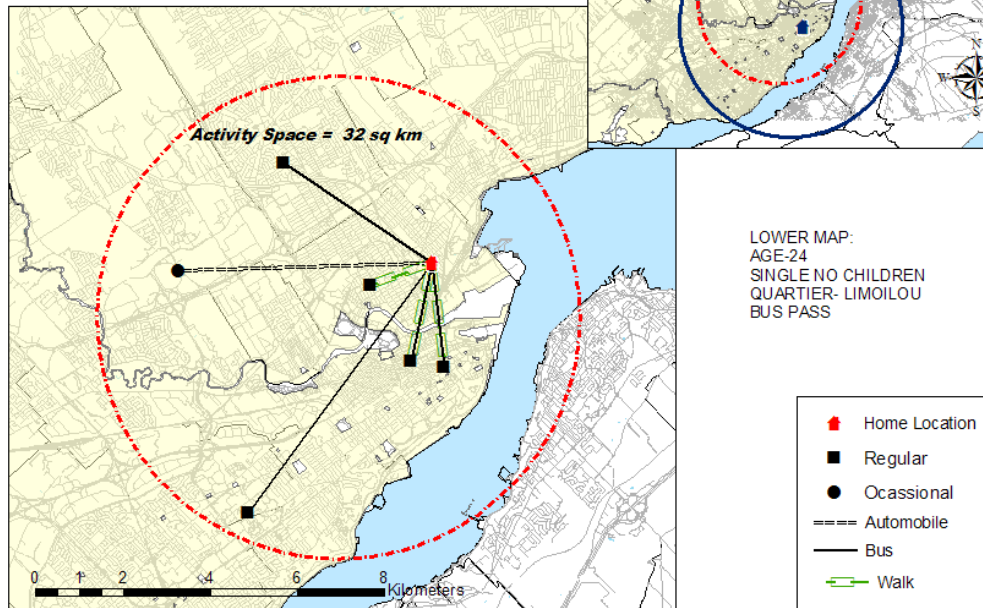 N
W
S
Activity Space = 32 sq km
LOWER MAP:
AGE-24
SINGLE NO CHILDREN
QUARTIER- LIMOILOU
BUS PASS
Home Location
Regular
Ocassional
Automobile
Bus
Walk
0 1 2 4 6 8
Kilometers